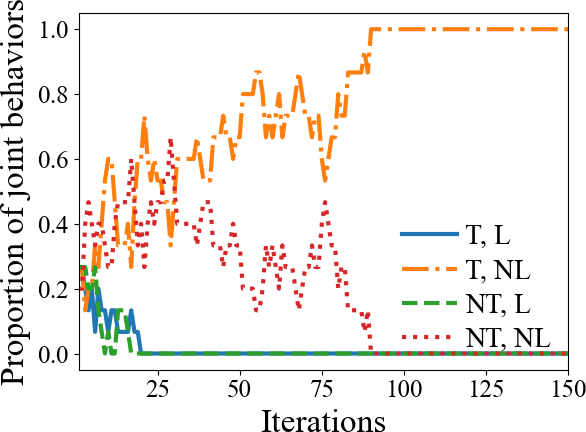 Proportion of joint behaviors
1.0
0.8
0.6
0.4
0.2
0.0
T, L
T, NL
NT, L
NT, NL
25 50 75 100 125 150
Iterations